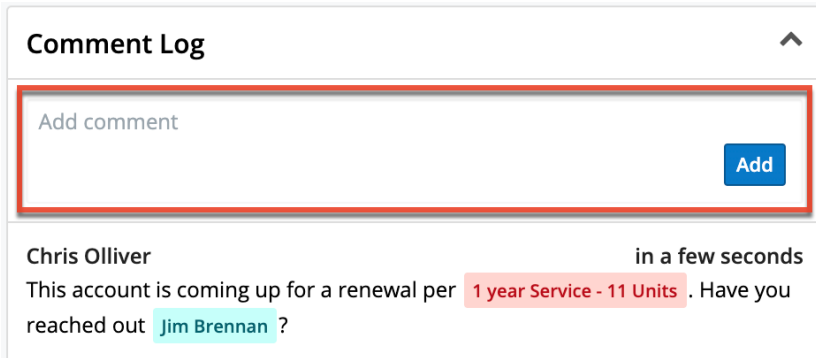 Comment Log
Add comment
Add
Chris Olliver in a few seconds
This account is coming up for a renewal per 1 year Service - 11 Units . Have you
reached out Jim Brennan ?